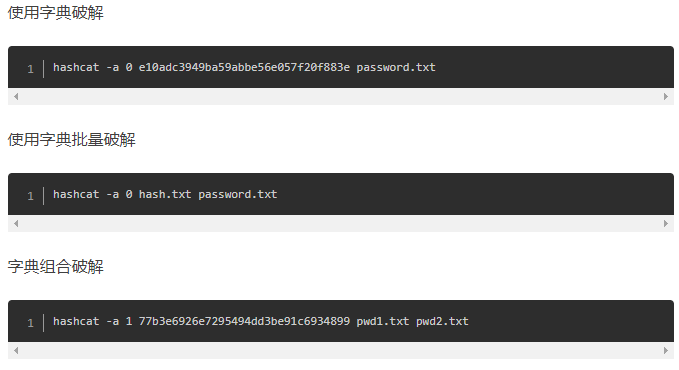 使用字典破解
1 hashcat -a 0 e10adc3949ba59abbe56e057f20f883e password.txt
使用字典批量破解
1 hashcat -a 0 hash.txt password.txt
字典组合破解
1 hashcat -a 1 77b3e6926e7295494dd3be91c6934899 pwd1.txt pwd2.txt